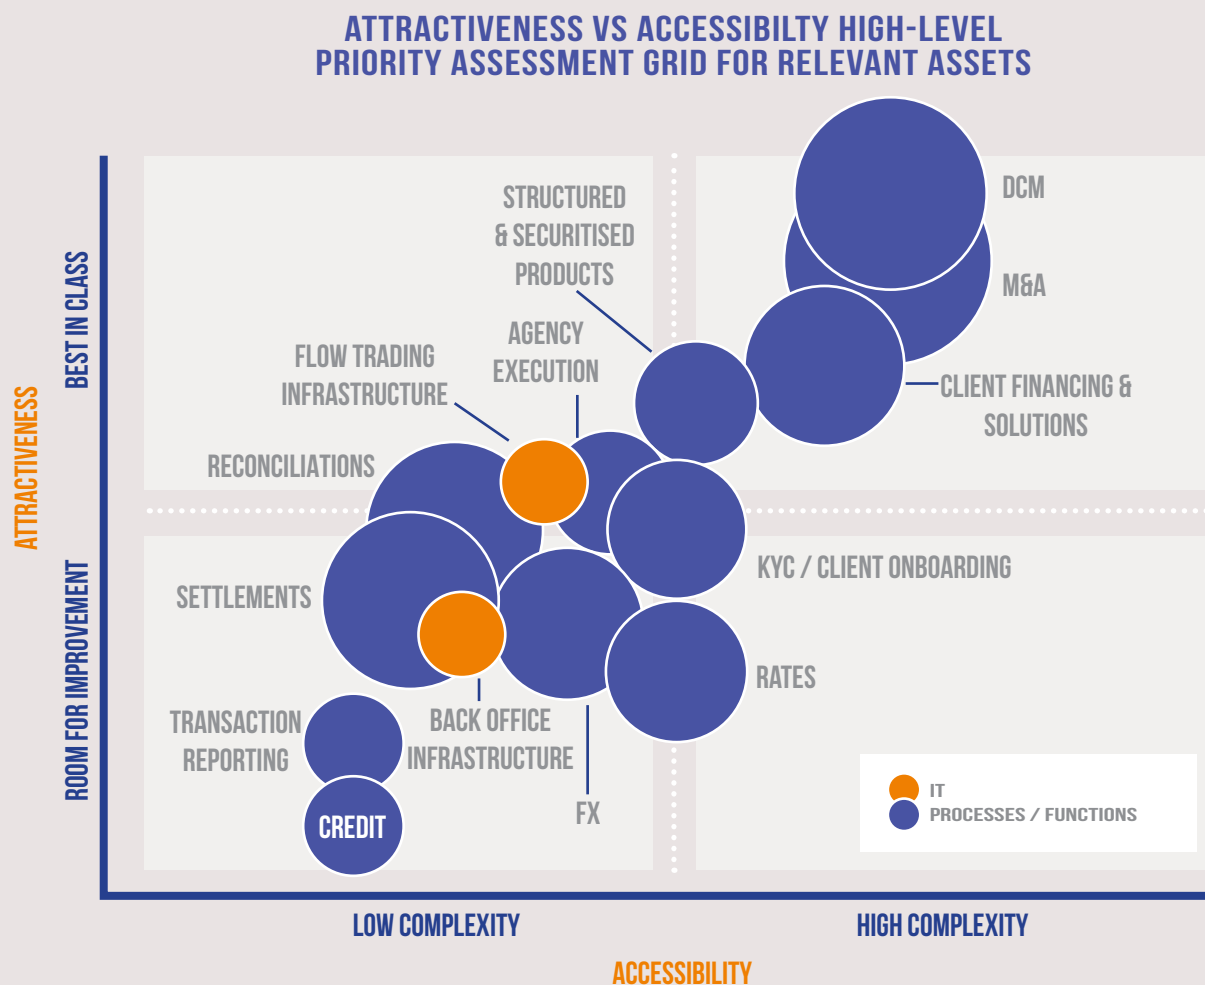 ATTRACTIVENESS VS ACCESSIBILTY HIGH-LEVEL
PRIORITY ASSESSMENT GRID FOR RELEVANT ASSETS
ATTRACTIVENESS
BEST IN CLASS
ROOM FOR IMPROVEMENT
DCM
M&A
STRUCTURED
& SECURITISED
PRODUCTS
AGENCY
EXECUTION
FLOW TRADING
INFRASTRUCTURE
CLIENT FINANCING &
SOLUTIONS
RECONCILIATIONS
KYC / CLIENT ONBOARDING
SETTLEMENTS
RATES
TRANSACTION
REPORTING
BACK OFFICE
INFRASTRUCTURE
FX
CREDIT
IT
PROCESSES / FUNCTIONS
LOW COMPLEXITY
HIGH COMPLEXITY
ACCESSIBILITY